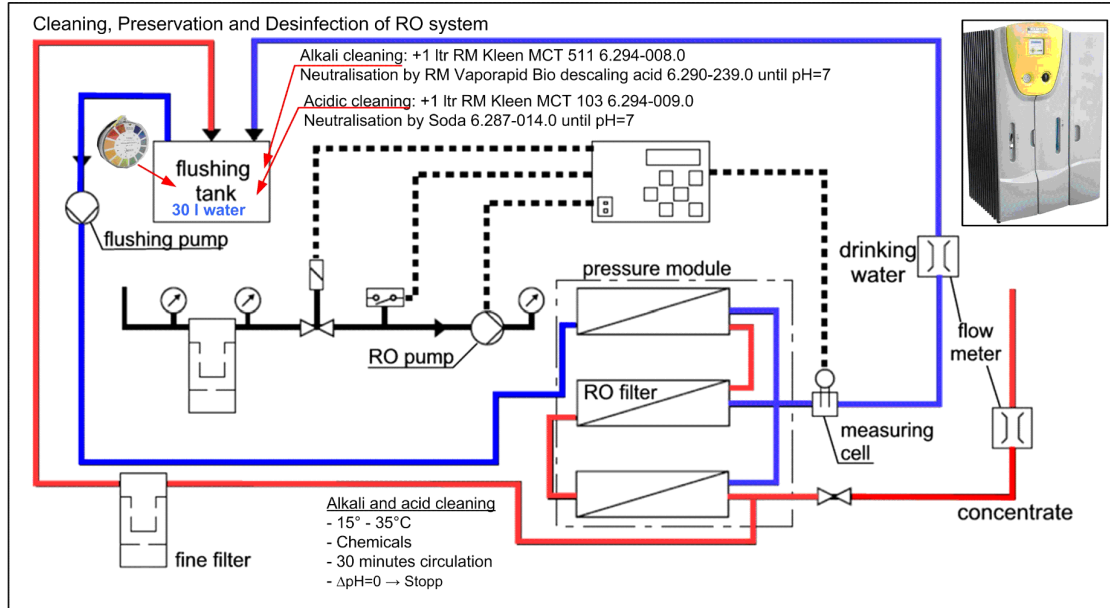 Cleaning, Preservation and Desinfection of RO system
Alkali cleaning: +1 ltr RM Kleen MCT 511 6.294-008.0
Neutralisation by RM Vaporapid Bio descaling acid 6.290-239.0 until pH=7
Acidic cleaning: +1 ltr RM Kleen MCT 103 6.294-009.0
Neutralisation by Soda 6.287-014.0 until pH=7
flushing
tank
30 l water
flushing pump
drinking
water
pressure module
flow
meter
RO pump
RO filter
measuring
cell
concentrate
fine filter
Alkali and acid cleaning
- 15° - 35°C
- Chemicals
- 30 minutes circulation
- ΔpH=0 → Stopp